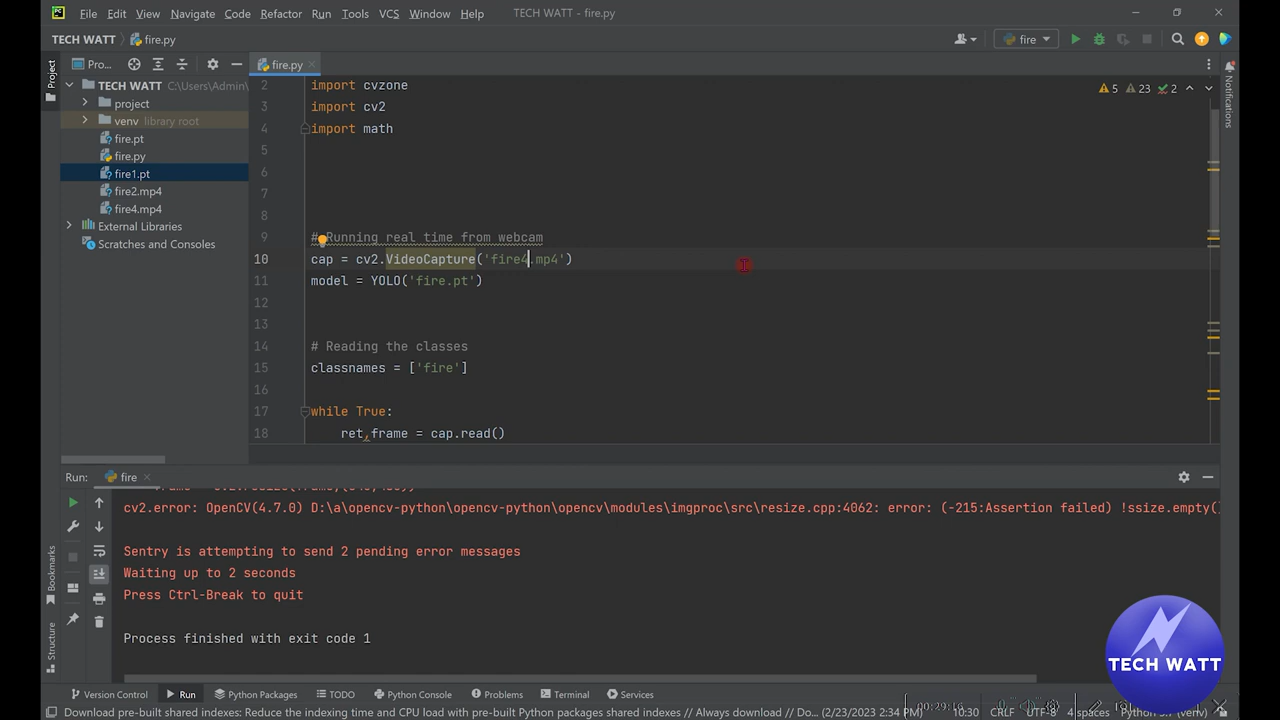 File Edit View Navigate Code Refactor Run Tools VCS Window Help TECH WATT - fire.py
TECH WATT fire.py fire
Pro... fire.py
Project
TECH WATT C:\Users\Admin\
project
venv library root
fire.pt
fire.py
fire1.pt
fire2.mp4
fire4.mp4
External Libraries
Scratches and Consoles
5 23 2
Notifications
2 import cvzone
3 import cv2
4 import math
5
6
7
8
9 # Running real time from webcam
10 cap = cv2.VideoCapture('fire4.mp4')
11 model = YOLO('fire.pt')
12
13
14 # Reading the classes
15 classnames = ['fire']
16
17 while True:
18 ret,frame = cap.read()
Run: fire
cv2.error: OpenCV(4.7.0) D:\a\opencv-python\opencv-python\opencv\modules\imgproc\src\resize.cpp:4062: error: (-215:Assertion failed) !ssize.empty()
Sentry is attempting to send 2 pending error messages
Waiting up to 2 seconds
Press Ctrl-Break to quit
Process finished with exit code 1
Bookmarks
Structure
TECH WATT
Version Control Run Python Packages TODO Python Console Problems Terminal Services
Download pre-built shared indexes: Reduce the indexing time and CPU load with pre-built Python packages shared indexes // Always download // Do... (2/23/2023 2:34 PM) 10:30 CRLF UTF-8 4 spaces